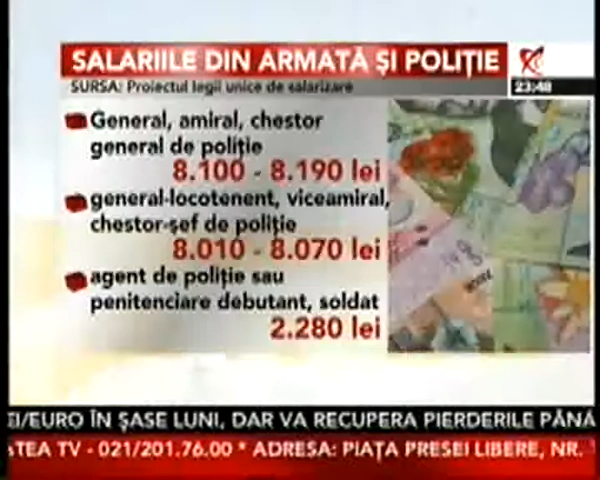 SALARIILE DIN ARMATĂ ȘI POLIȚIE
SURSA: Proiectul legii unice de salarizare
23:48
General, amiral, chestor
general de poliție
8.100 - 8.190 lei
general-locotenent, viceamiral,
chestor-șef de poliție
8.010 - 8.070 lei
agent de poliție sau
penitenciare debutant, soldat
2.280 lei
EI/EURO ÎN ȘASE LUNI, DAR VA RECUPERA PIERDERILE PÂNĂ
TEA TV - 021/201.76.00 * ADRESA: PIAȚA PRESEI LIBERE, NR.